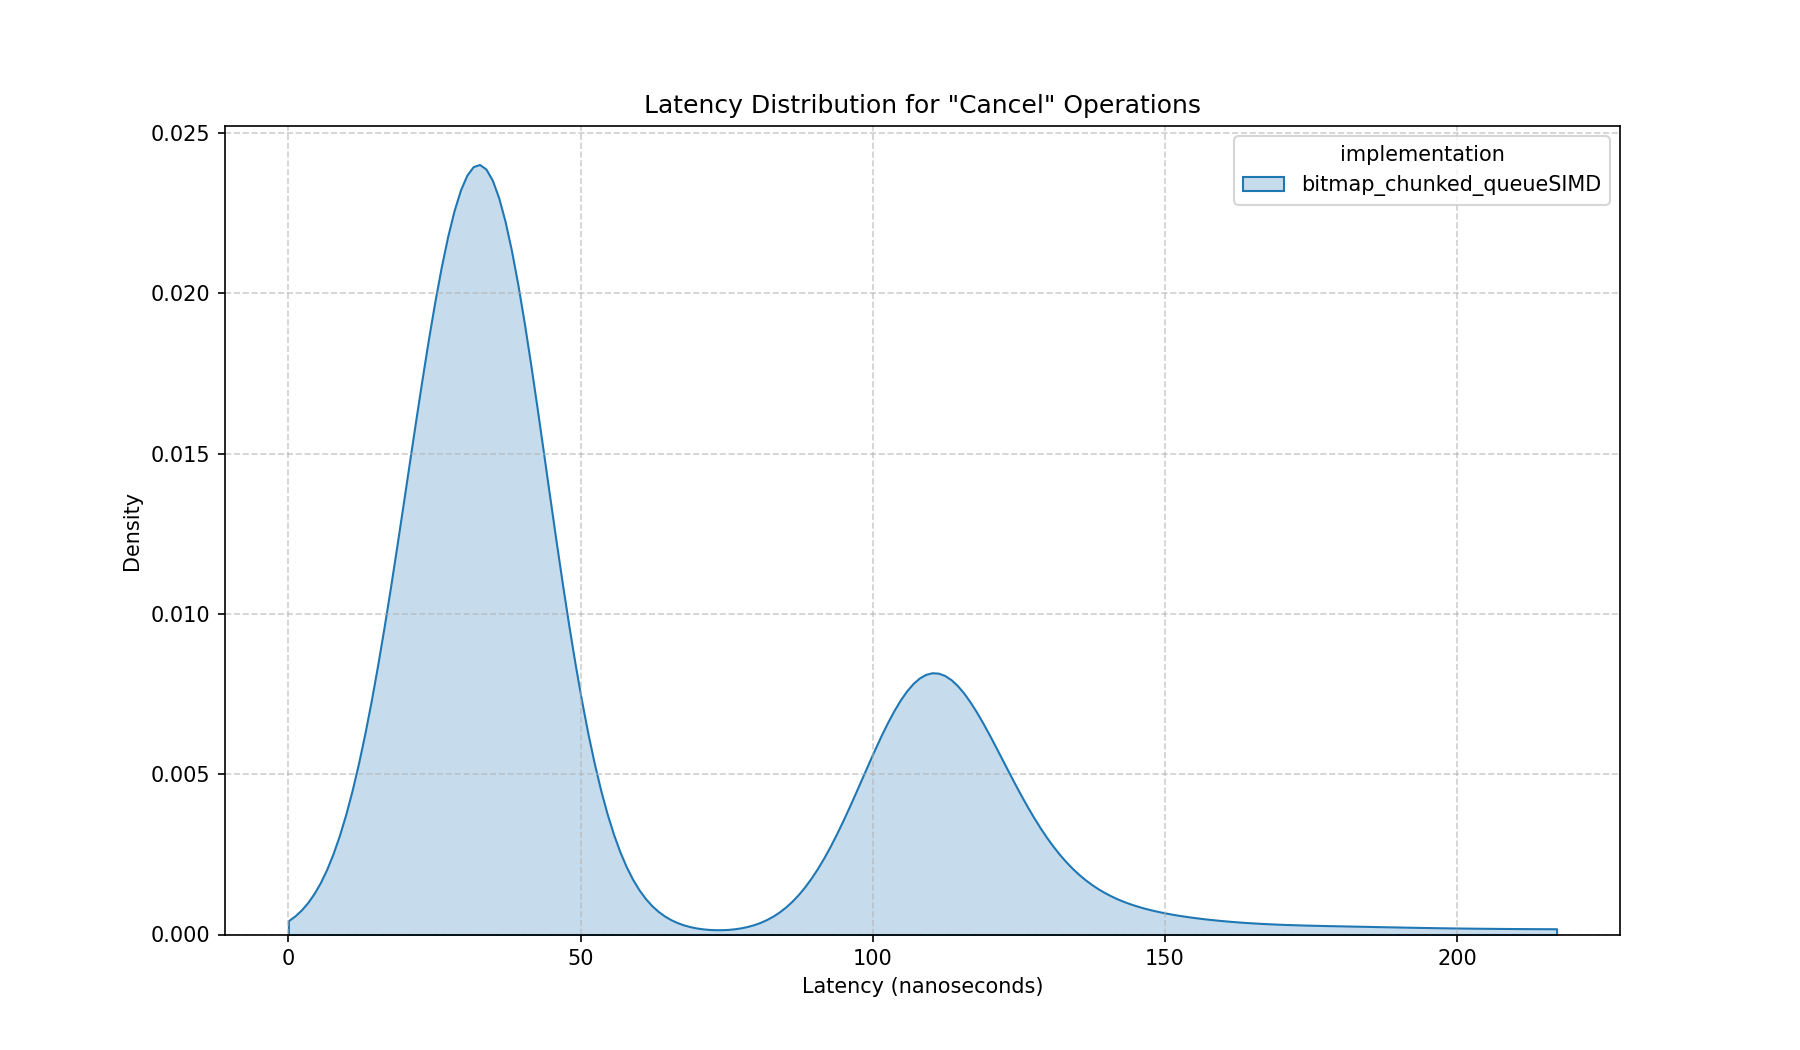 Latency Distribution for "Cancel" Operations
implementation
bitmap_chunked_queueSIMD
0.025
0.020
0.015
0.010
0.005
0.000
Density
0
50
100
150
200
Latency (nanoseconds)